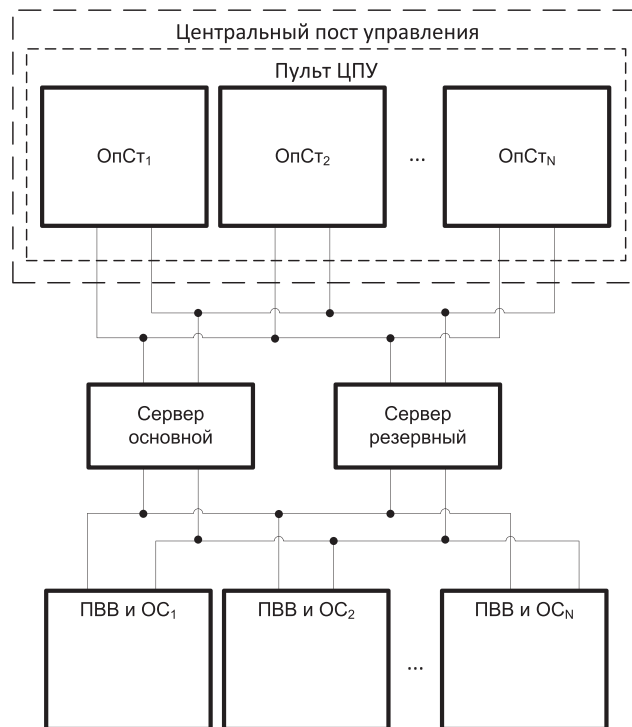 Центральный пост управления
Пульт ЦПУ
ОпСт₁
ОпСт₂
...
ОпСтN
Сервер
основной
Сервер
резервный
ПВВ и ОС₁
ПВВ и ОС₂
...
ПВВ и ОСN